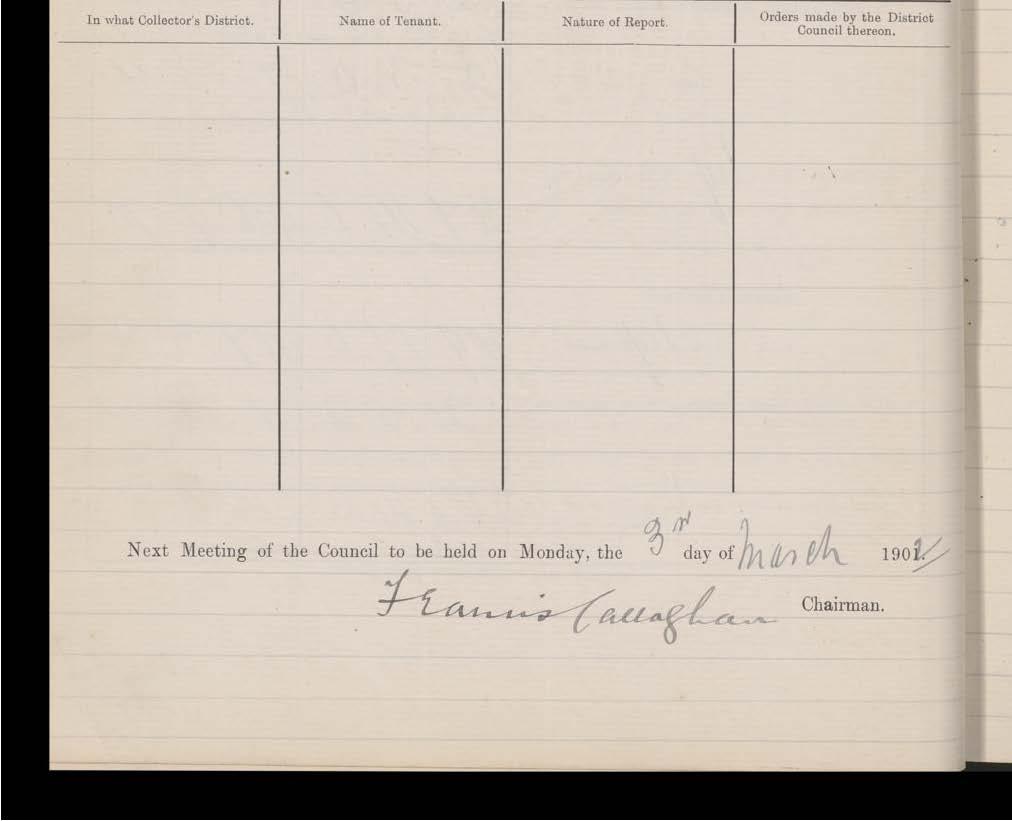 In what Collector's District. Name of Tenant. Nature of Report. Orders made by the District Council thereon.
Next Meeting of the Council to be held on Monday, the 3rd day of March 1902.
Francis Callaghan Chairman.